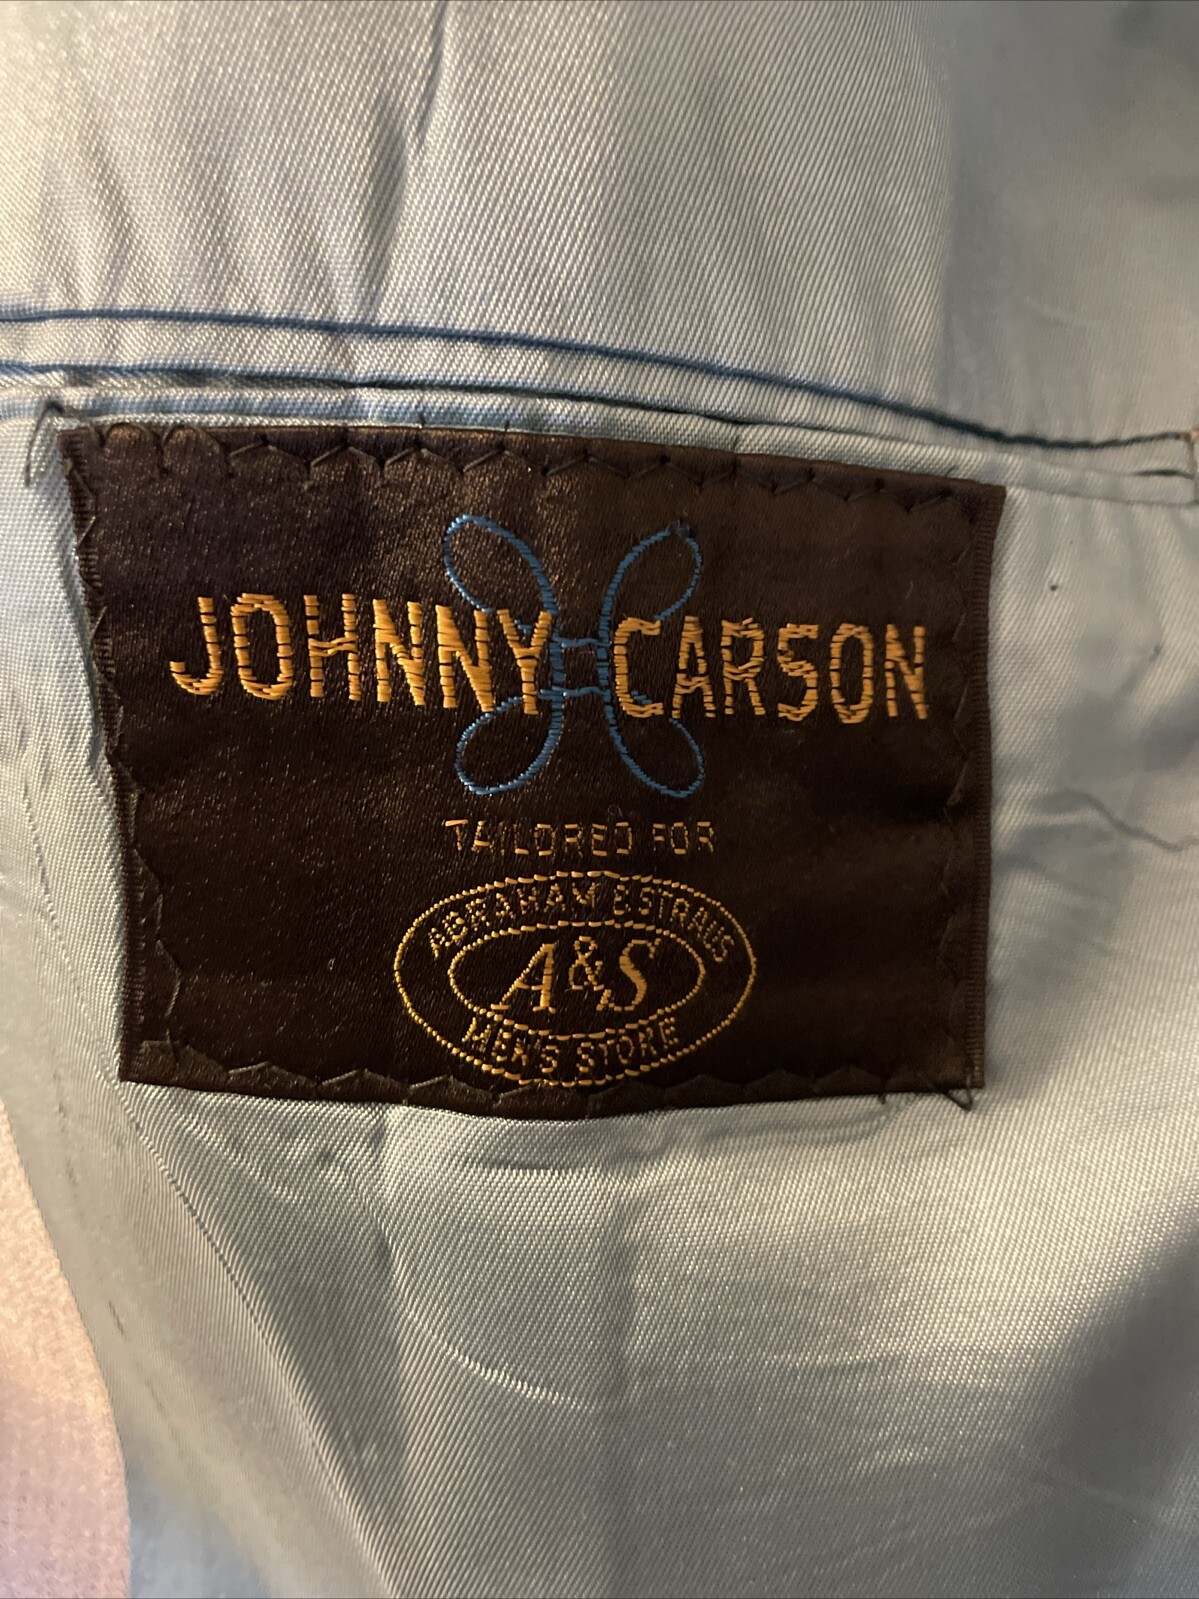 JOHNNY CARSON
TAILORED FOR
ABRAHAM & STRAUS
A&S
MEN'S STORE